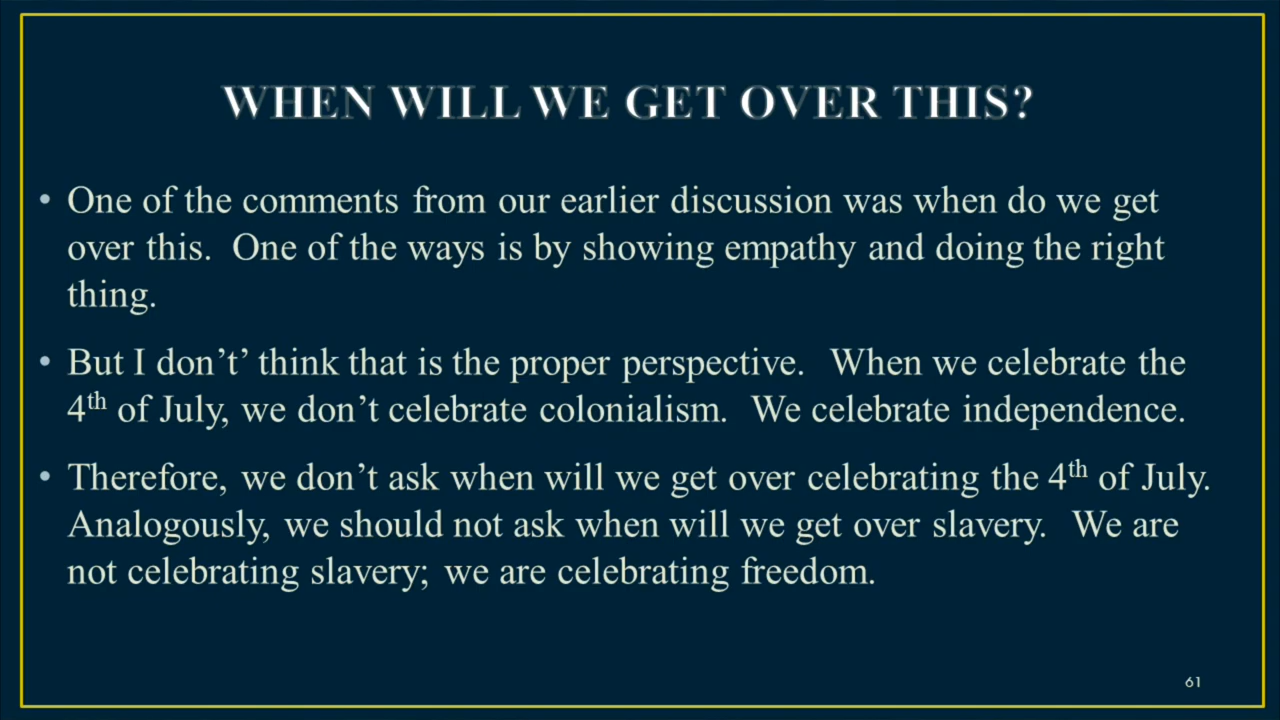 WHEN WILL WE GET OVER THIS?
• One of the comments from our earlier discussion was when do we get
over this.  One of the ways is by showing empathy and doing the right
thing.
• But I don’t’ think that is the proper perspective.  When we celebrate the
4th of July, we don’t celebrate colonialism.  We celebrate independence.
• Therefore, we don’t ask when will we get over celebrating the 4th of July.
Analogously, we should not ask when will we get over slavery.  We are
not celebrating slavery; we are celebrating freedom.
61